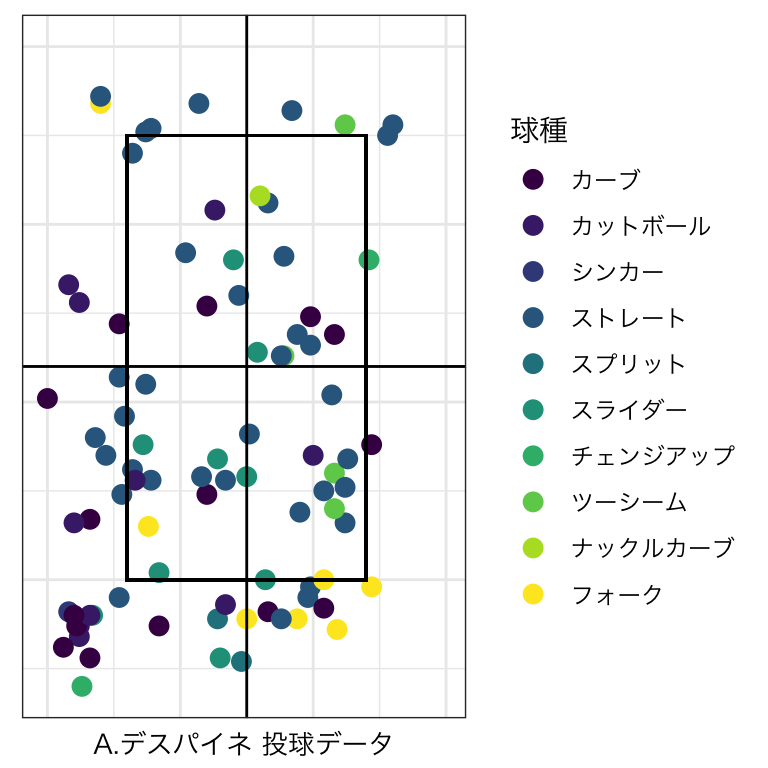 球種
カーブ
カットボール
シンカー
ストレート
スプリット
スライダー
チェンジアップ
ツーシーム
ナックルカーブ
フォーク
A.デスパイネ 投球データ